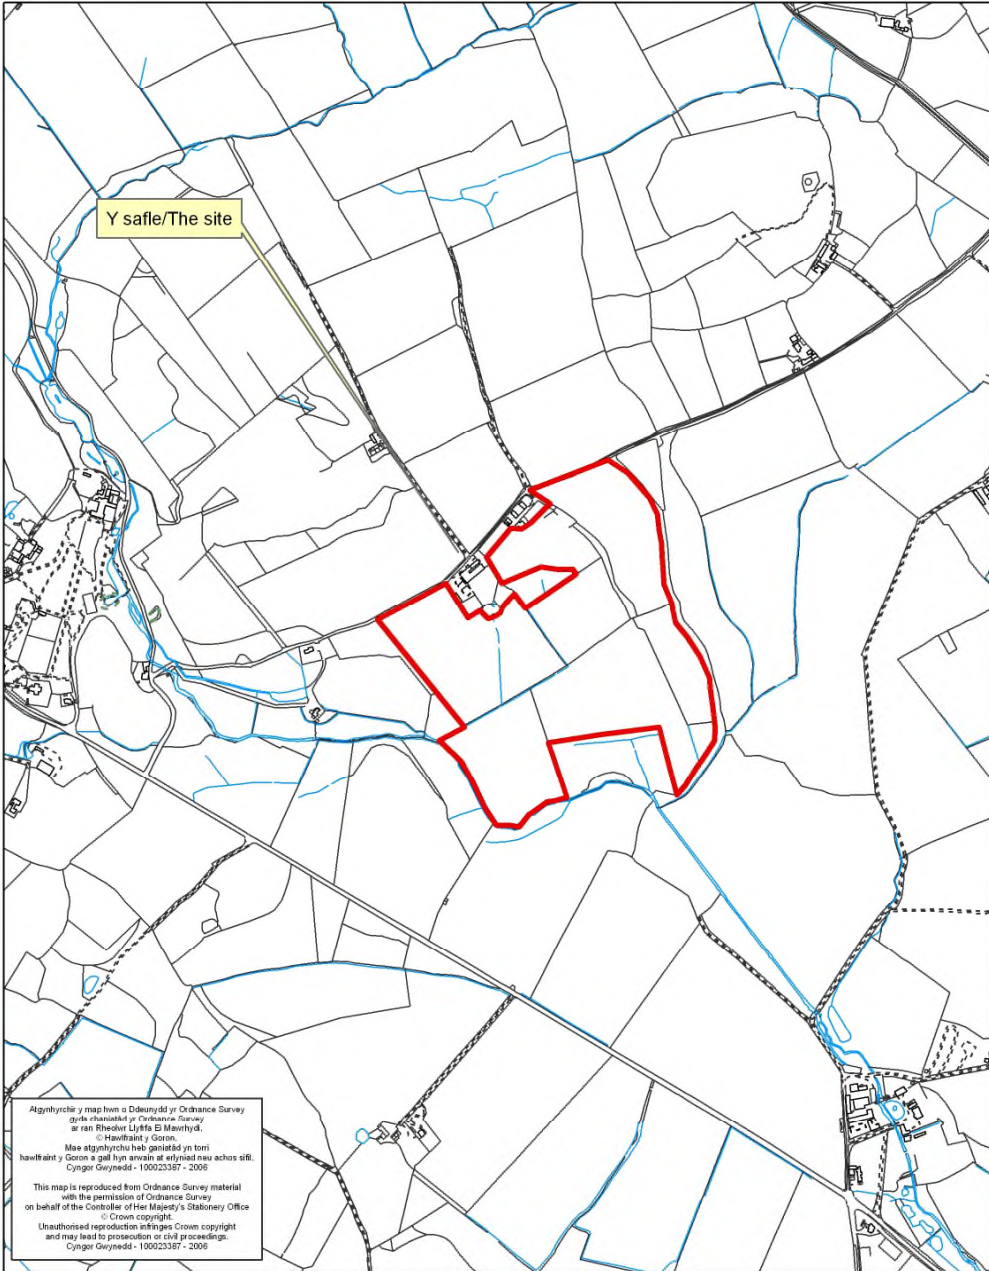 Y safle/The site
Atgynhyrchir y map hwn o Ddeunydd yr Ordnance Survey
gyda chaniatâd yr Ordnance Survey
ar ran Rheolwr Llyfrfa Ei Mawrhydi.
© Hawlfraint y Goron.
Mae atgynhyrchu heb ganiatâd yn torri
hawlfraint y Goron a gall hyn arwain at erlyniad neu achos sifil.
Cyngor Gwynedd - 100023387 - 2006
This map is reproduced from Ordnance Survey material
with the permission of Ordnance Survey
on behalf of the Controller of Her Majesty's Stationery Office
© Crown copyright.
Unauthorised reproduction infringes Crown copyright
and may lead to prosecution or civil proceedings.
Cyngor Gwynedd - 100023387 - 2006